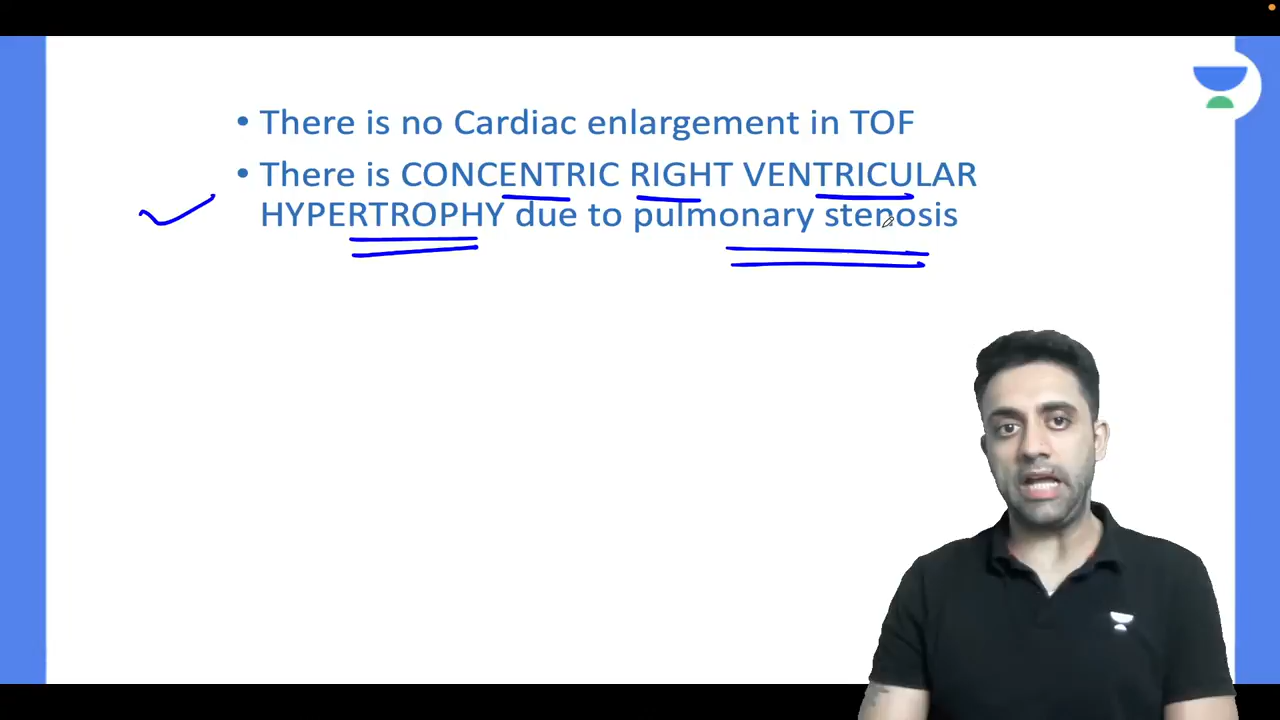 • There is no Cardiac enlargement in TOF
• There is CONCENTRIC RIGHT VENTRICULAR
HYPERTROPHY due to pulmonary stenosis